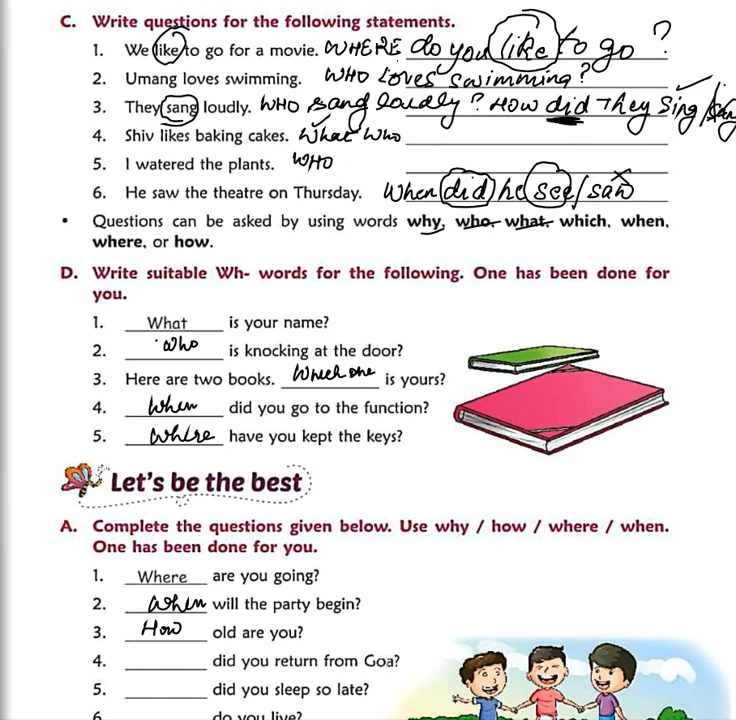 C. Write questions for the following statements.
1. We like to go for a movie. WHERE do you like to go ?
2. Umang loves swimming. WHO Loves swimming ?
3. They sang loudly. WHO sang loudly ? How did They sing / sang
4. Shiv likes baking cakes. What Who
5. I watered the plants. WHO
6. He saw the theatre on Thursday. When did he see / saw
• Questions can be asked by using words why, who, what, which, when,
where, or how.
D. Write suitable Wh- words for the following. One has been done for
you.
1. What is your name?
2. Who is knocking at the door?
3. Here are two books. Which one is yours?
4. When did you go to the function?
5. Where have you kept the keys?
Let's be the best
A. Complete the questions given below. Use why / how / where / when.
One has been done for you.
1. Where are you going?
2. When will the party begin?
3. How old are you?
4. ________ did you return from Goa?
5. ________ did you sleep so late?
6. do you live?